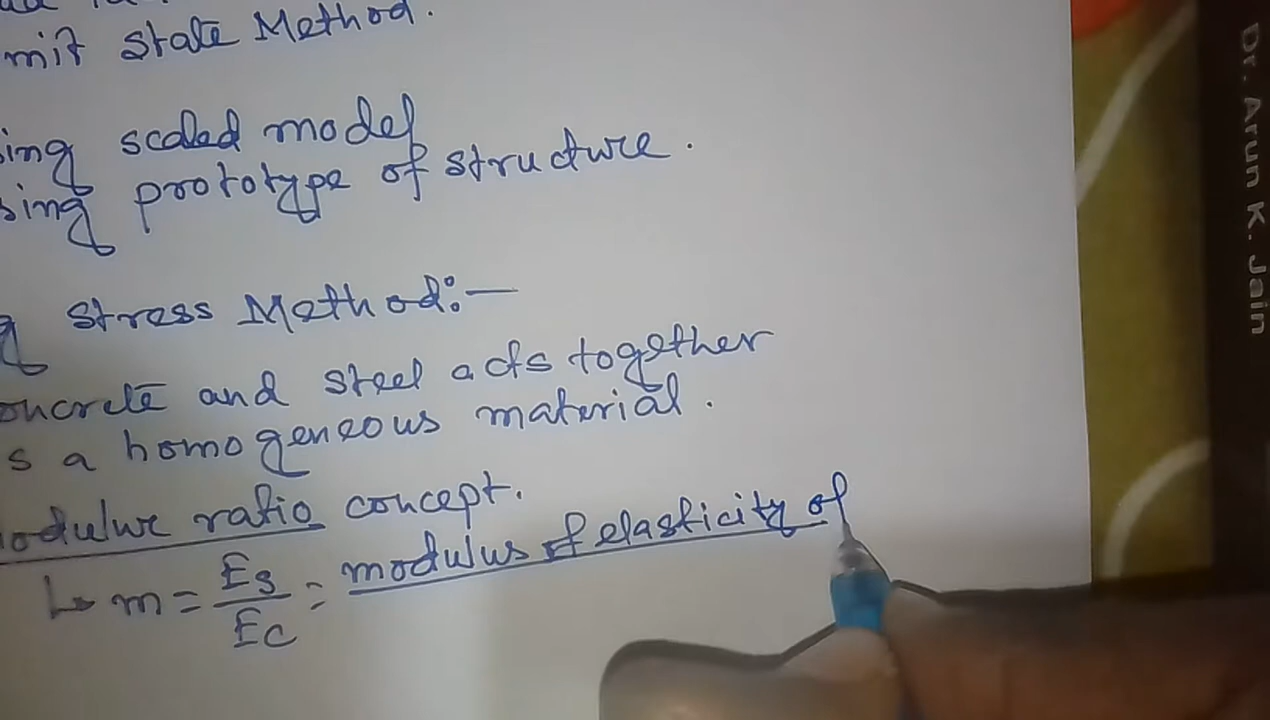 mit state Method.
ing scaled model
sing prototype of structure.
g Stress Method:-
oncrete and steel acts together
s a homogeneous material.
odular ratio concept.
↳ m = Es/Ec = modulus of elasticity of
Dr. Arun K. Jain